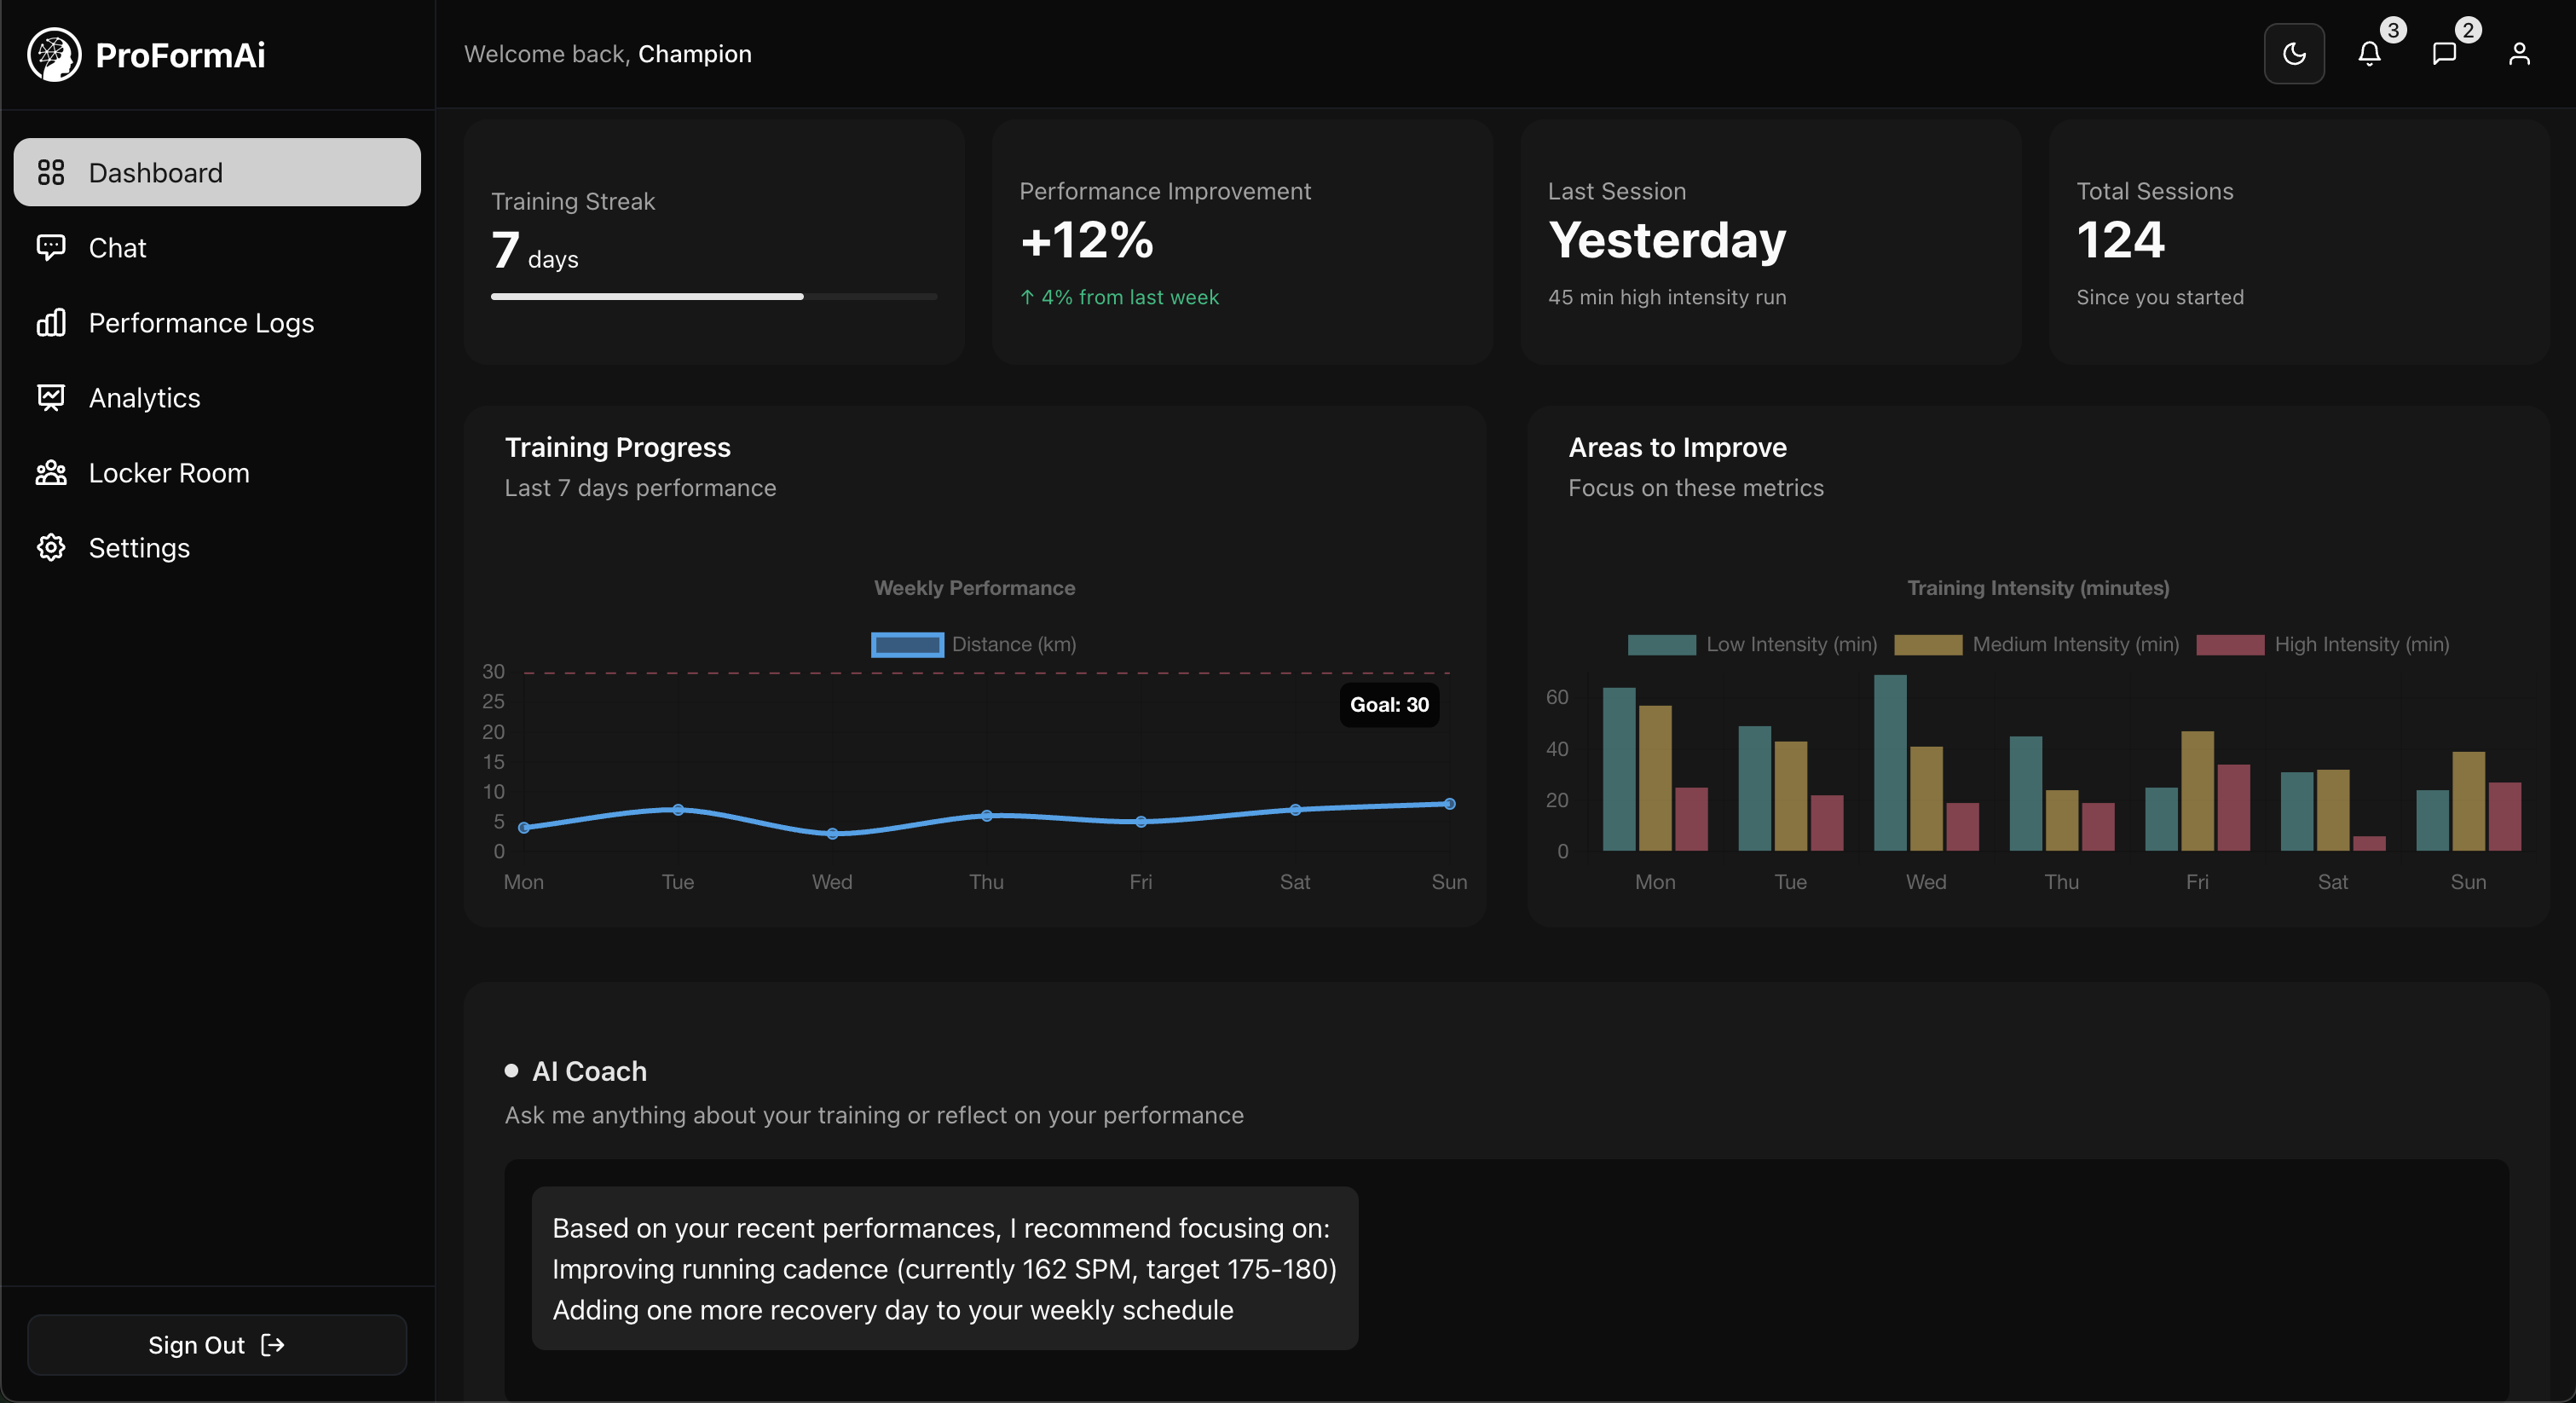 ProFormAi
Welcome back, Champion
3
2
Dashboard
Chat
Performance Logs
Analytics
Locker Room
Settings
Sign Out
Training Streak
7 days
Performance Improvement
+12%
↑ 4% from last week
Last Session
Yesterday
45 min high intensity run
Total Sessions
124
Since you started
Training Progress
Last 7 days performance
Weekly Performance
Distance (km)
30
25
20
15
10
5
0
Goal: 30
Mon Tue Wed Thu Fri Sat Sun
Areas to Improve
Focus on these metrics
Training Intensity (minutes)
Low Intensity (min) Medium Intensity (min) High Intensity (min)
60
40
20
0
Mon Tue Wed Thu Fri Sat Sun
AI Coach
Ask me anything about your training or reflect on your performance
Based on your recent performances, I recommend focusing on:
Improving running cadence (currently 162 SPM, target 175-180)
Adding one more recovery day to your weekly schedule